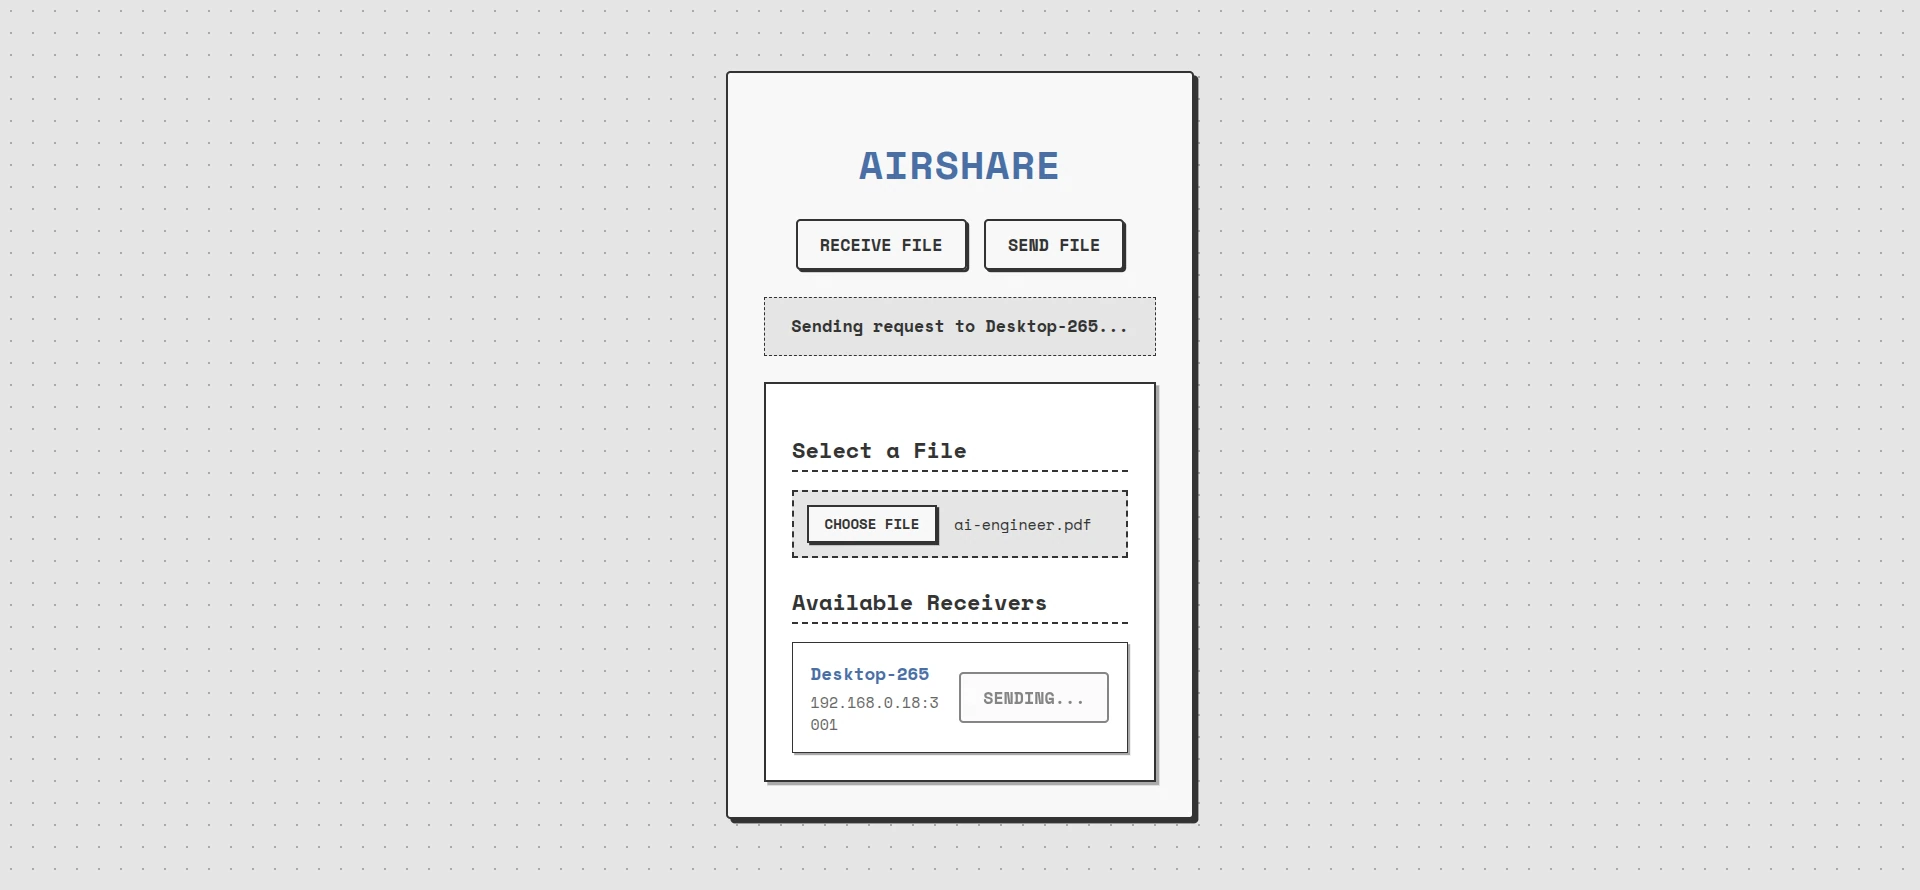 AIRSHARE
RECEIVE FILE
SEND FILE
Sending request to Desktop-265...
Select a File
CHOOSE FILE
ai-engineer.pdf
Available Receivers
Desktop-265
192.168.0.18:3
001
SENDING...